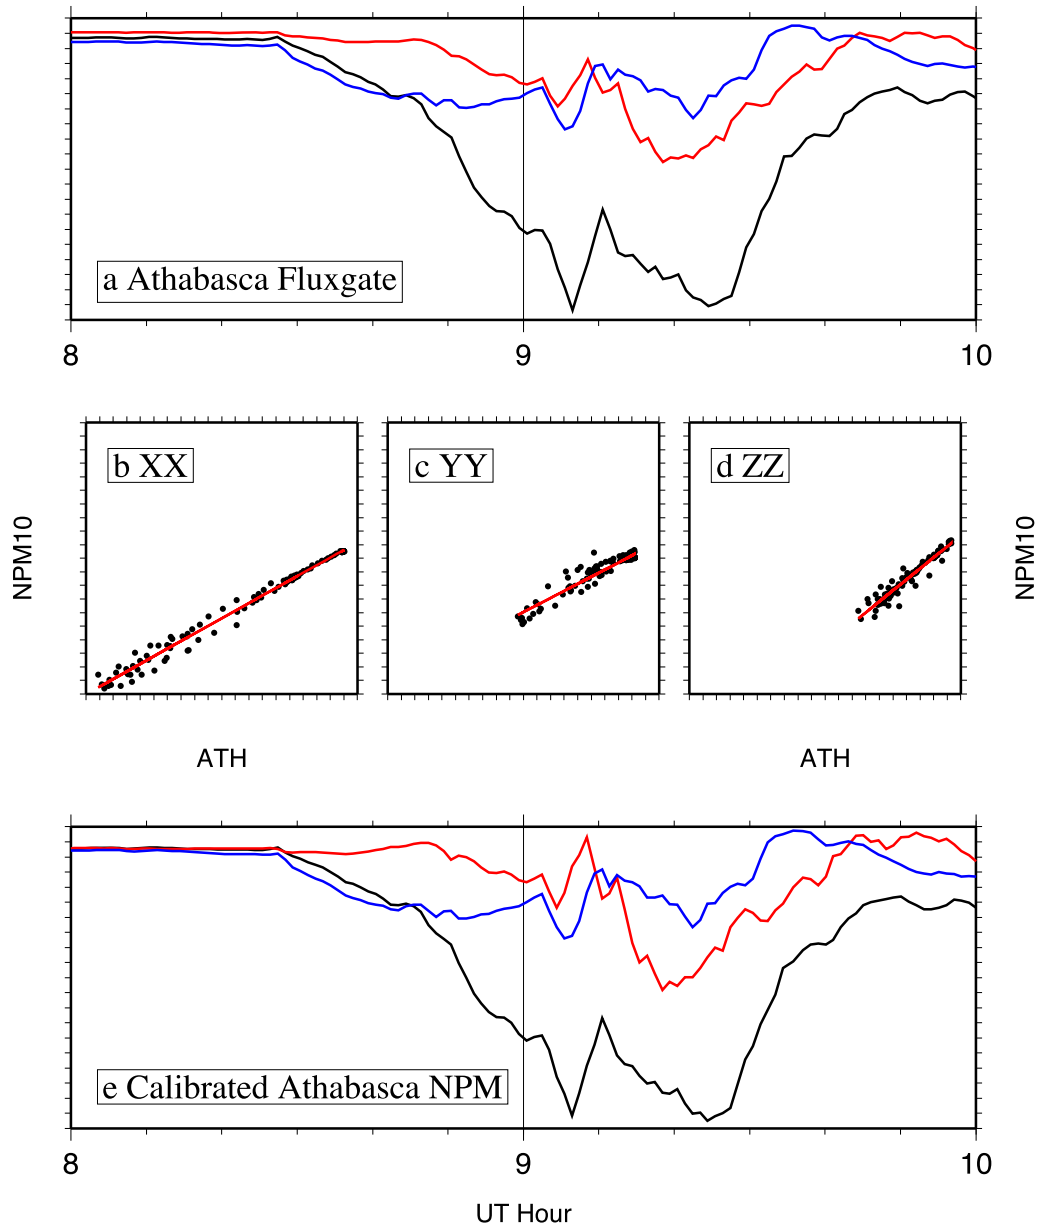 a Athabasca Fluxgate
8 9 10
b XX c YY d ZZ
NPM10 NPM10
ATH ATH
e Calibrated Athabasca NPM
8 9 10
UT Hour